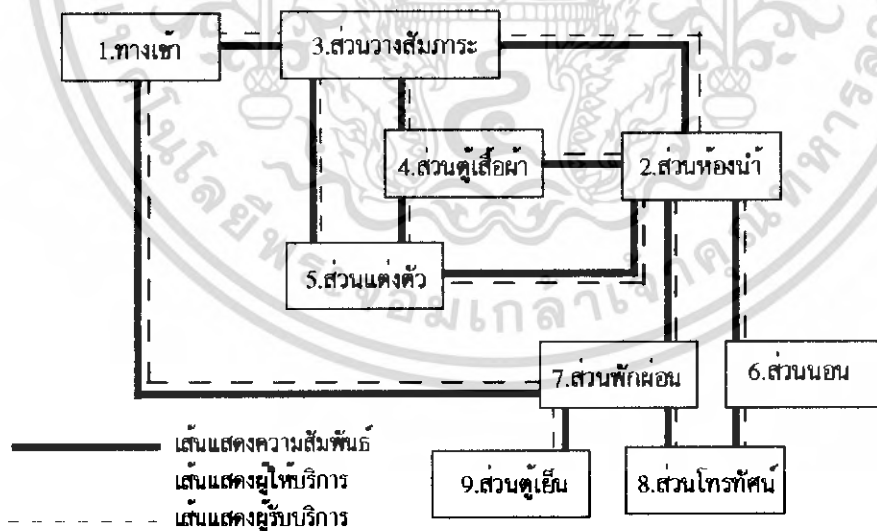 1.ทางเข้า
3.ส่วนวางสัมภาระ
4.ส่วนตู้เสื้อผ้า
2.ส่วนห้องน้ำ
5.ส่วนแต่งตัว
7.ส่วนพักผ่อน
6.ส่วนนอน
9.ส่วนตู้เย็น
8.ส่วนโทรทัศน์
เส้นแสดงความสัมพันธ์
เส้นแสดงผู้ให้บริการ
เส้นแสดงผู้รับบริการ